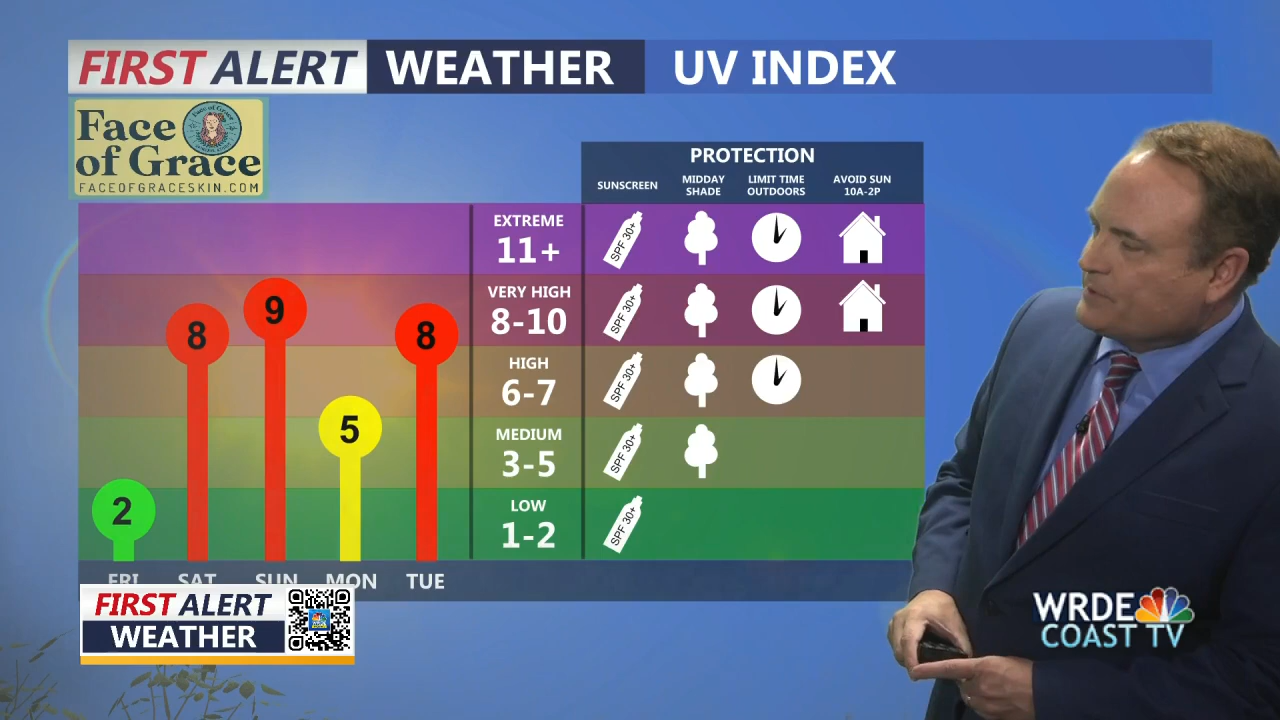 FIRST ALERT WEATHER UV INDEX
Face
of Grace
Face of Grace
FACEOFGRACESKIN.COM
PROTECTION
SUNSCREEN
MIDDAY
SHADE
LIMIT TIME
OUTDOORS
AVOID SUN
10A-2P
EXTREME
11+
SPF 30+
VERY HIGH
8-10
SPF 30+
HIGH
6-7
SPF 30+
MEDIUM
3-5
SPF 30+
LOW
1-2
SPF 30+
2
8
9
5
8
FRI SAT SUN MON TUE
FIRST ALERT
WEATHER
WRDE
COAST TV